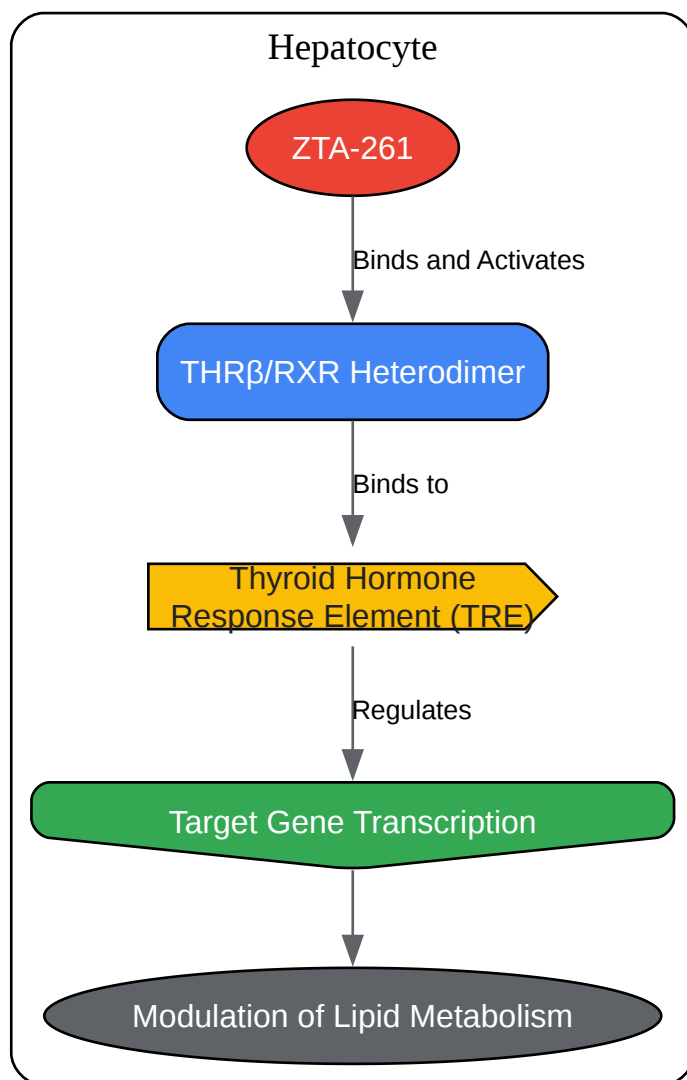 Hepatocyte
ZTA-261
Binds and Activates
THRβ/RXR Heterodimer
Binds to
Thyroid Hormone
Response Element (TRE)
Regulates
Target Gene Transcription
Modulation of Lipid Metabolism